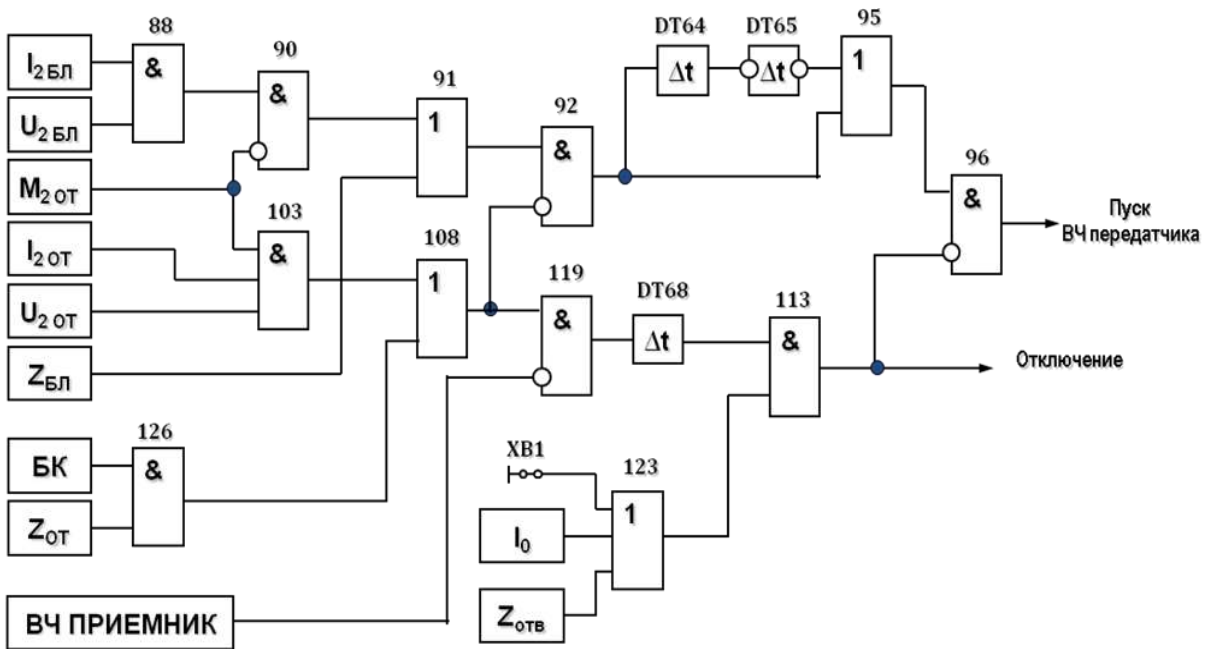 88
I2 БЛ
&
U2 БЛ
90
&
M2 ОТ
91
1
92
&
DT64
Δt
DT65
Δt
95
1
96
&
Пуск
ВЧ передатчика
103
&
I2 ОТ
U2 ОТ
ZБЛ
108
1
119
&
DT68
Δt
113
&
Отключение
126
БК
&
ZОТ
XB1
123
1
I0
Zотв
ВЧ ПРИЕМНИК